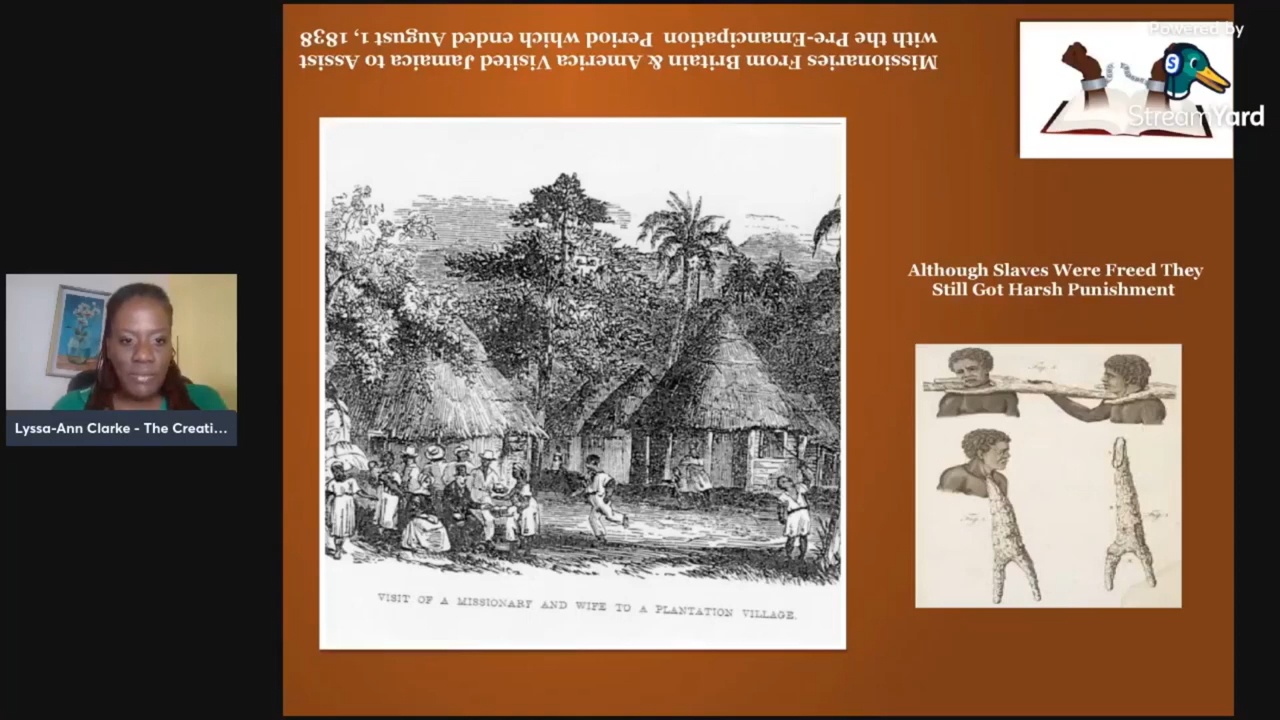 Missionaries From Britain & America Visited Jamaica to Assist
with the Pre-Emancipation Period which ended August 1, 1838
Powered by
S
StreamYard
Although Slaves Were Freed They
Still Got Harsh Punishment
VISIT OF A MISSIONARY AND WIFE TO A PLANTATION VILLAGE.
Lyssa-Ann Clarke - The Creati...